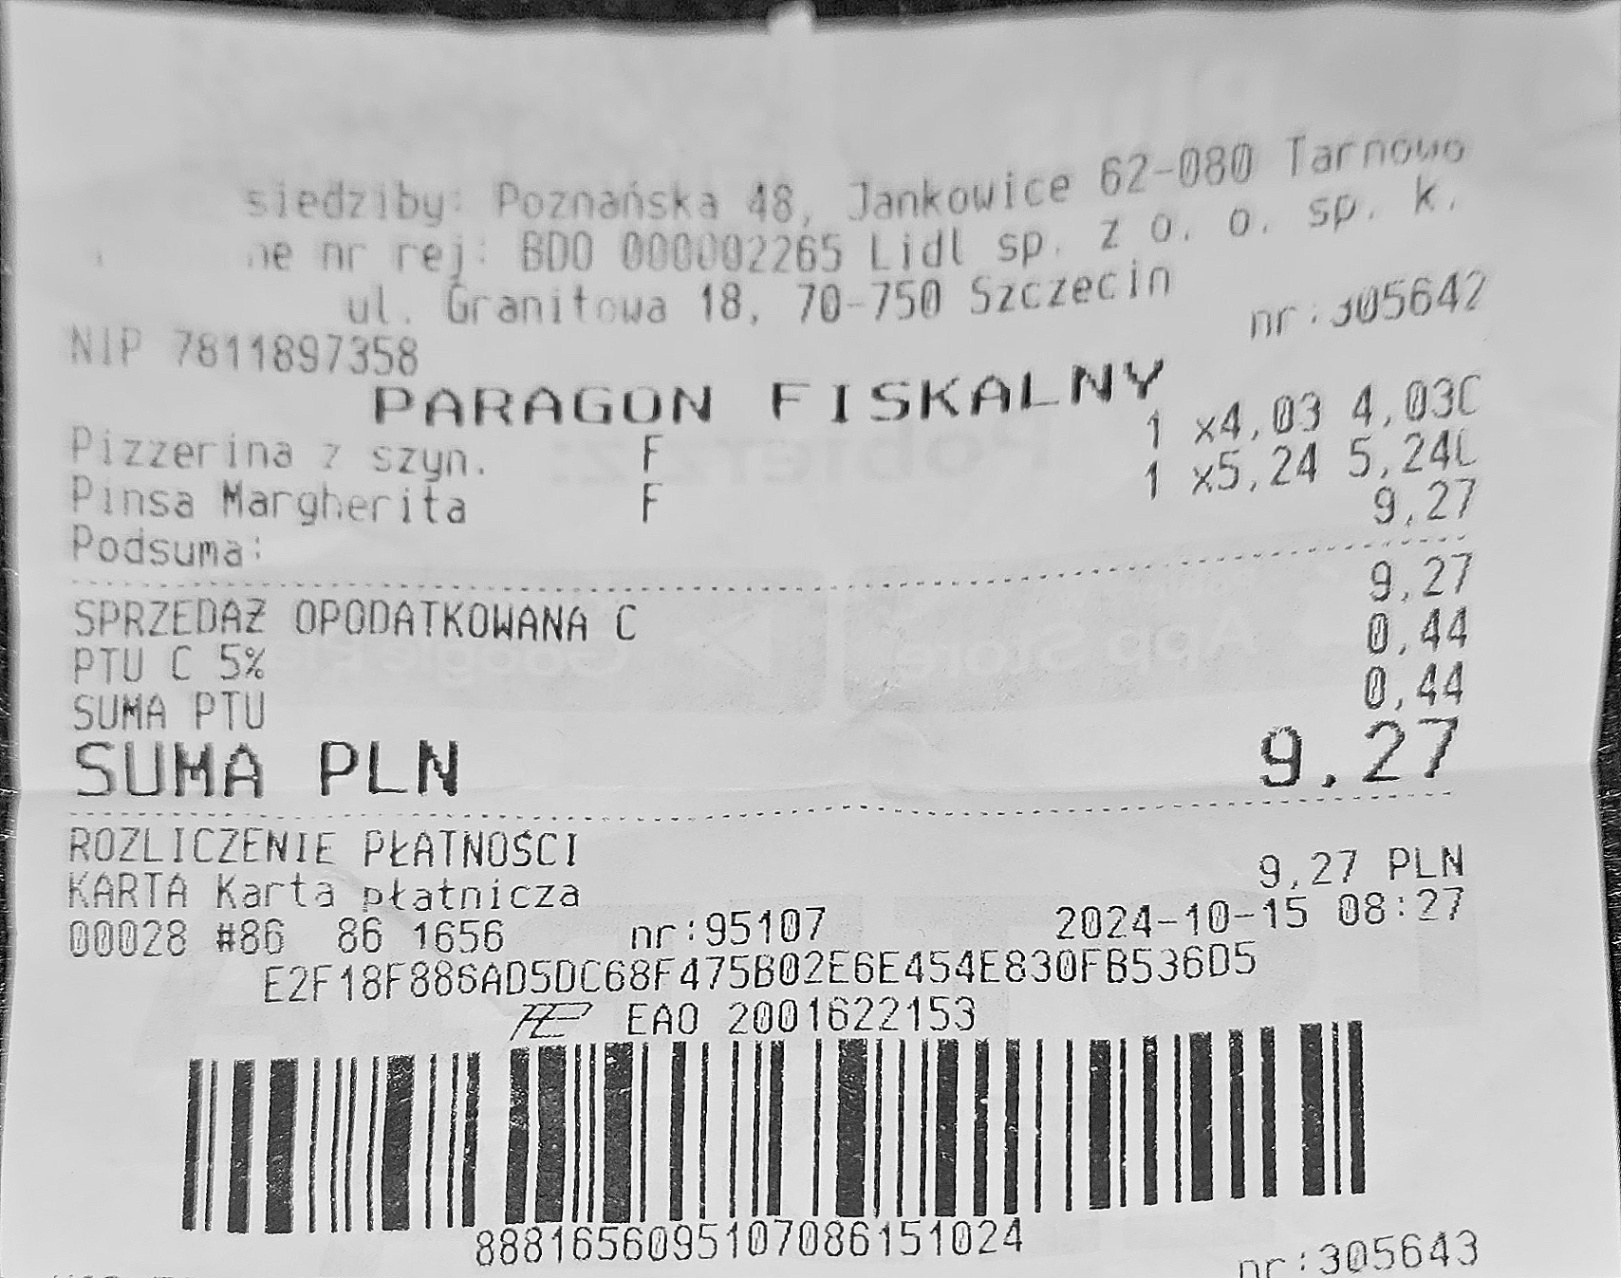 siedziby: Poznańska 48, Jankowice 62-080 Tarnowo
nr rej: BDO 000002265 Lidl sp. z o. o. sp. k.
ul. Granitowa 18, 70-750 Szczecin
NIP 7811897358 nr:305642
PARAGON FISKALNY
Pizzerina z szyn. F 1 x4,03 4,03C
Pinsa Margherita F 1 x5,24 5,24C
Podsuma: 9,27
SPRZEDAŻ OPODATKOWANA C 9,27
PTU C 5% 0,44
SUMA PTU 0,44
SUMA PLN 9,27
ROZLICZENIE PŁATNOŚCI
KARTA Karta płatnicza 9,27 PLN
00028 #86 86 1656 nr:95107 2024-10-15 08:27
E2F18F886AD5DC68F475B02E6E454E830FB536D5
EAO 2001622153
8881656095107086151024
nr:305643